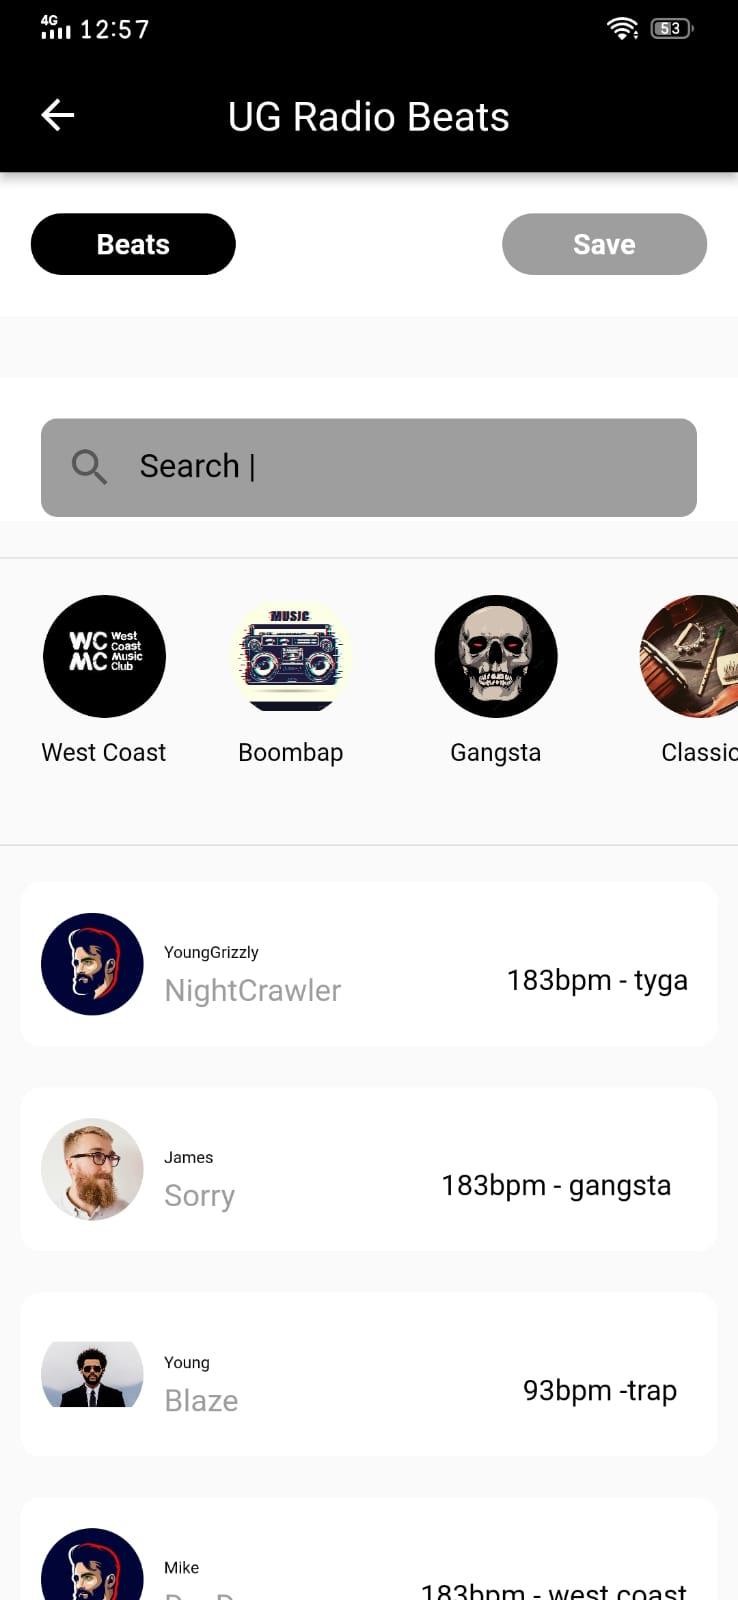 4G 12:57 53
UG Radio Beats
Beats Save
Search |
WC West
MC Coast
Music
Club
MUSIC
West Coast Boombap Gangsta Classic
YoungGrizzly
NightCrawler
183bpm - tyga
James
Sorry
183bpm - gangsta
Young
Blaze
93bpm -trap
Mike
183bpm - west coast